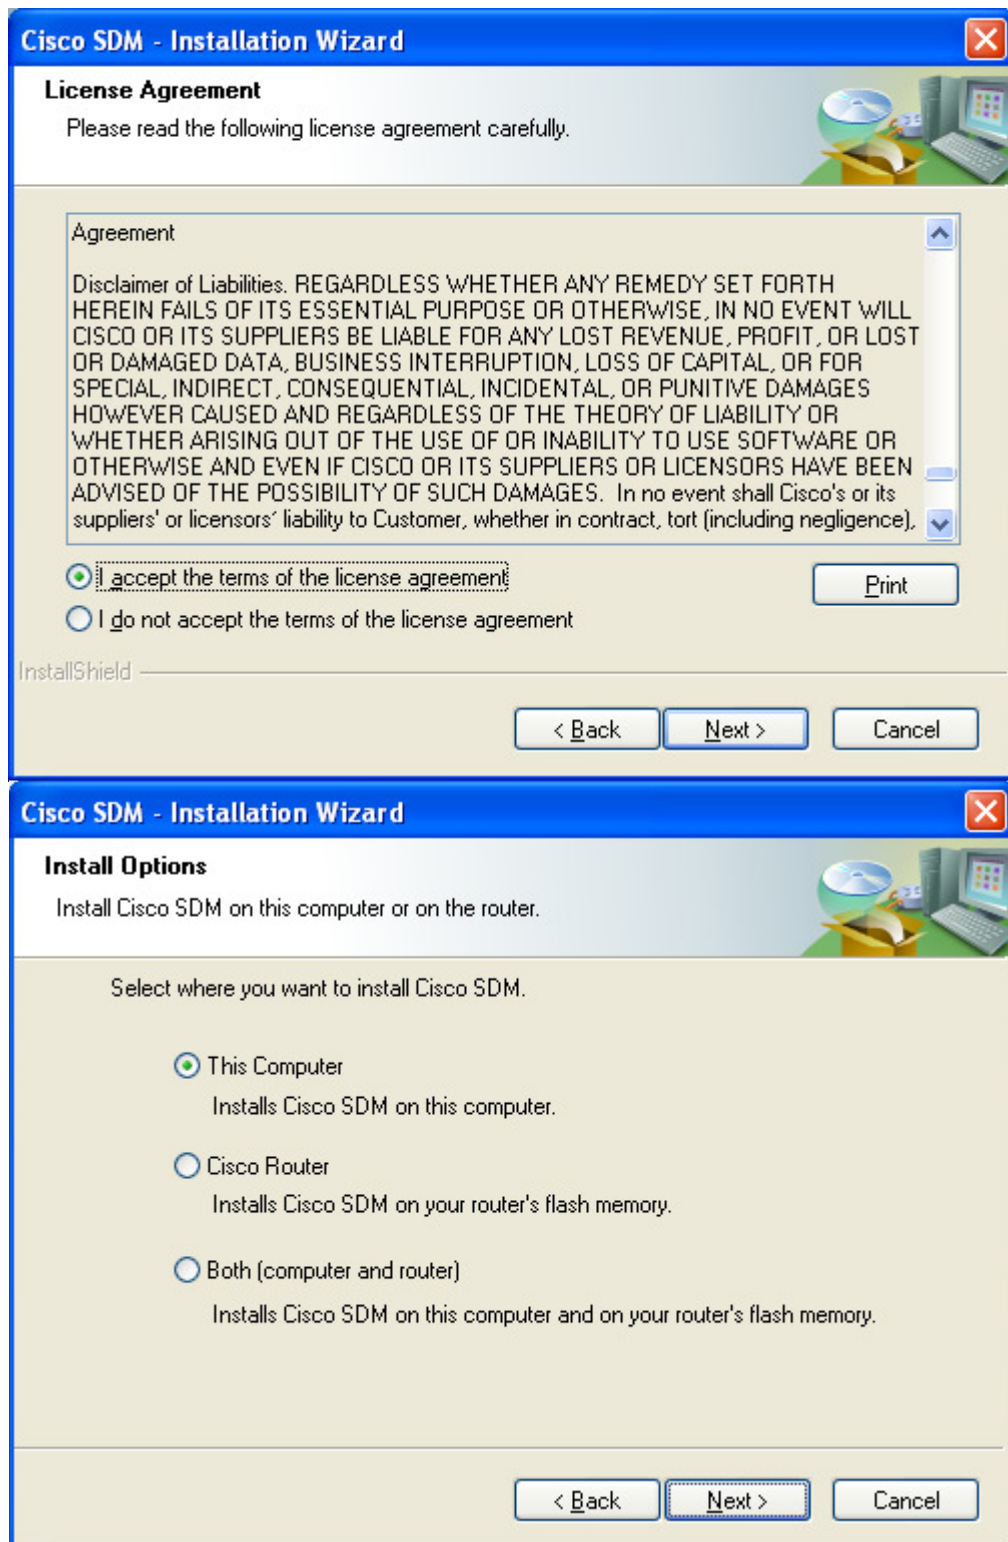 Cisco SDM - Installation Wizard
License Agreement
Please read the following license agreement carefully.
Agreement
Disclaimer of Liabilities. REGARDLESS WHETHER ANY REMEDY SET FORTH
HEREIN FAILS OF ITS ESSENTIAL PURPOSE OR OTHERWISE, IN NO EVENT WILL
CISCO OR ITS SUPPLIERS BE LIABLE FOR ANY LOST REVENUE, PROFIT, OR LOST
OR DAMAGED DATA, BUSINESS INTERRUPTION, LOSS OF CAPITAL, OR FOR
SPECIAL, INDIRECT, CONSEQUENTIAL, INCIDENTAL, OR PUNITIVE DAMAGES
HOWEVER CAUSED AND REGARDLESS OF THE THEORY OF LIABILITY OR
WHETHER ARISING OUT OF THE USE OF OR INABILITY TO USE SOFTWARE OR
OTHERWISE AND EVEN IF CISCO OR ITS SUPPLIERS OR LICENSORS HAVE BEEN
ADVISED OF THE POSSIBILITY OF SUCH DAMAGES.  In no event shall Cisco's or its
suppliers' or licensors´ liability to Customer, whether in contract, tort (including negligence),
I accept the terms of the license agreement
Print
I do not accept the terms of the license agreement
InstallShield
< Back Next > Cancel
Cisco SDM - Installation Wizard
Install Options
Install Cisco SDM on this computer or on the router.
Select where you want to install Cisco SDM.
This Computer
Installs Cisco SDM on this computer.
Cisco Router
Installs Cisco SDM on your router's flash memory.
Both (computer and router)
Installs Cisco SDM on this computer and on your router's flash memory.
< Back Next > Cancel